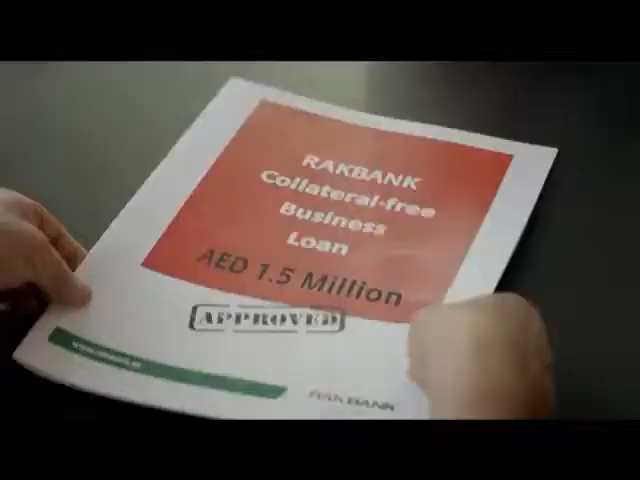 RAKBANK
Collateral-free
Business
Loan
AED 1.5 Million
APPROVED
RAKBANK